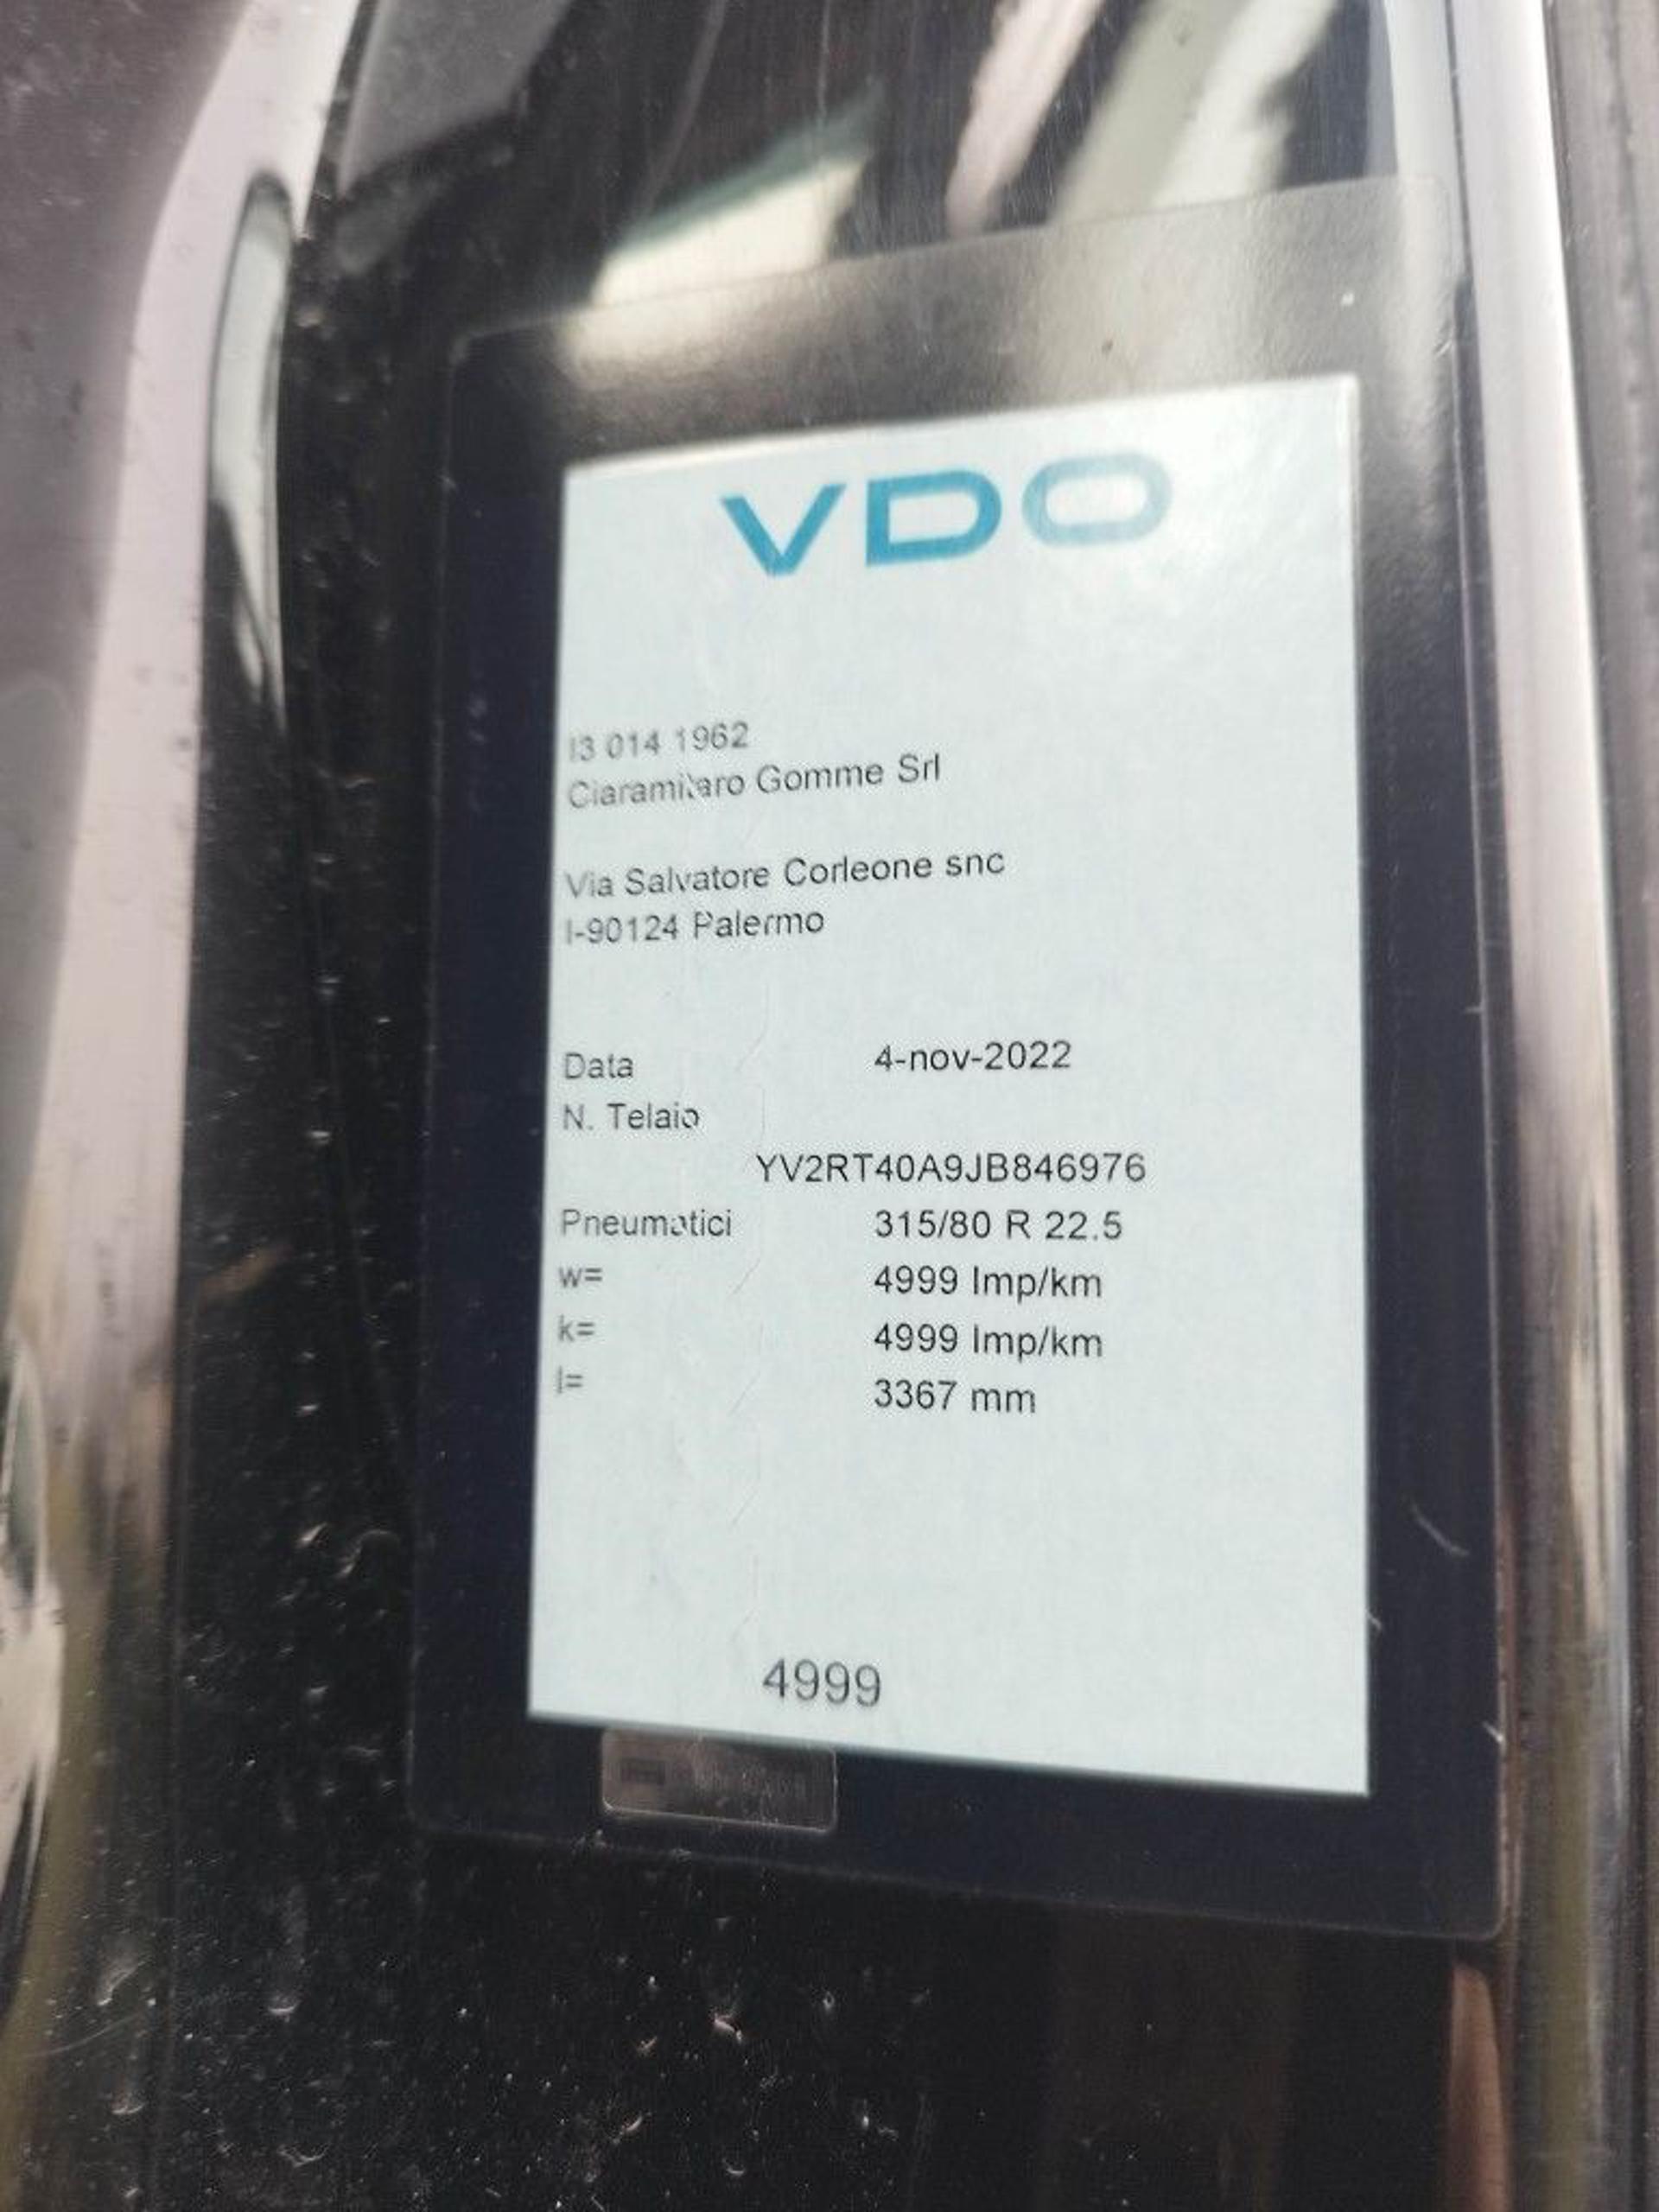 VDO
I3 014 1962
Ciaramitaro Gomme Srl
Via Salvatore Corleone snc
I-90124 Palermo
Data 4-nov-2022
N. Telaio
YV2RT40A9JB846976
Pneumatici 315/80 R 22.5
w= 4999 Imp/km
k= 4999 Imp/km
l= 3367 mm
4999